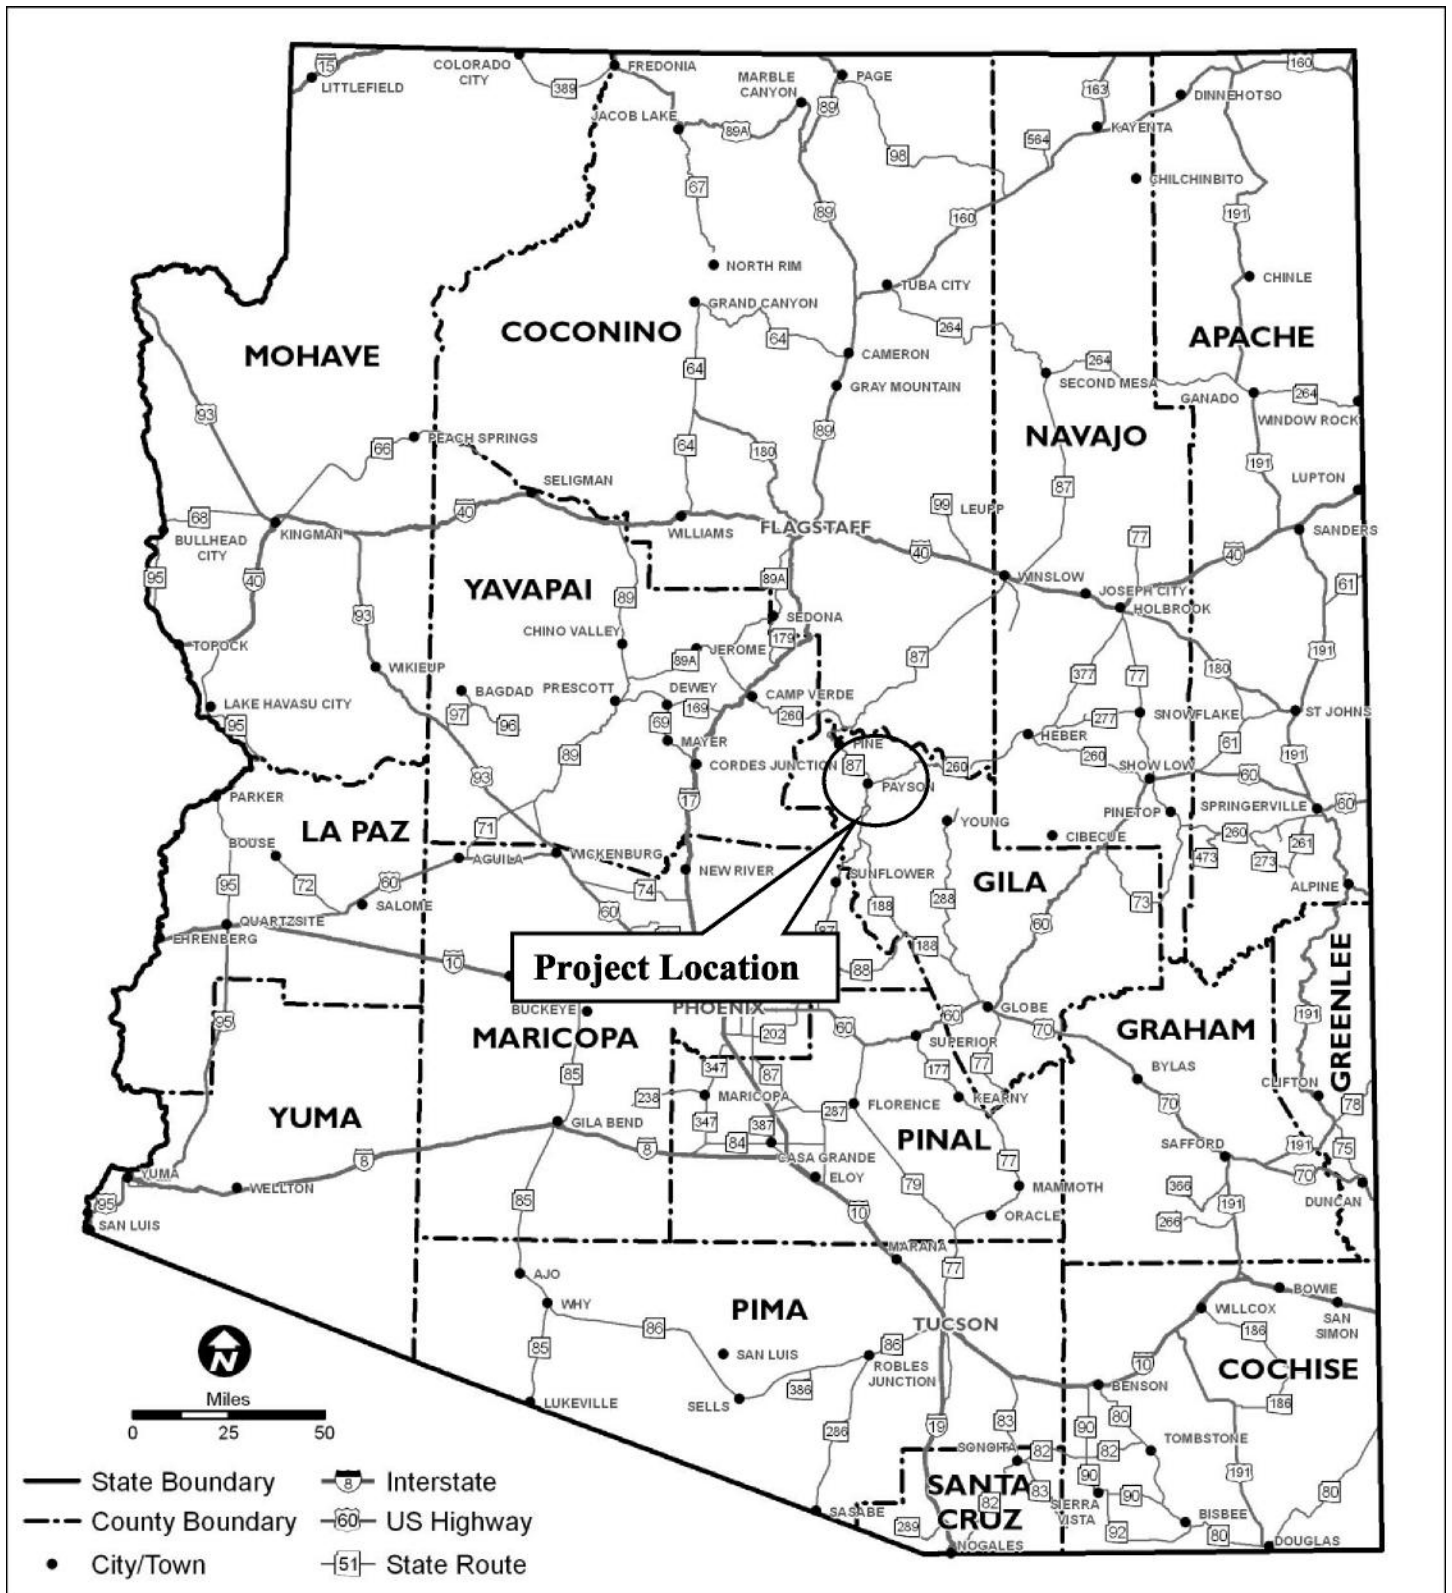 15
LITTLEFIELD
COLORADO
CITY
389
FREDONIA
MARBLE
CANYON
PAGE
89
160
163
DINNEHOTSO
JACOB LAKE
89A
KAYENTA
564
98
CHILCHINBITO
67
89
160
191
NORTH RIM
CHINLE
TUBA CITY
GRAND CANYON
264
COCONINO
64
APACHE
MOHAVE
CAMERON
264
64
SECOND MESA
GRAY MOUNTAIN
GANADO
264
WINDOW ROCK
93
89
NAVAJO
PEACH SPRINGS
66
64
180
191
SELIGMAN
LUPTON
87
99
LEUPP
40
68
KINGMAN
BULLHEAD
CITY
WILLIAMS
FLAGSTAFF
SANDERS
77
40
40
95
40
89A
WINSLOW
61
YAVAPAI
JOSEPH CITY
HOLBROOK
89
93
SEDONA
CHINO VALLEY
179
TOPOCK
JEROME
89A
191
WIKIEUP
87
180
377
77
BAGDAD
PRESCOTT
DEWEY
CAMP VERDE
LAKE HAVASU CITY
97
96
169
260
ST JOHNS
95
69
277
SNOWFLAKE
MAYER
PINE
HEBER
61
89
191
CORDES JUNCTION
87
260
260
SHOW LOW
93
60
PAYSON
PARKER
17
PINETOP
SPRINGERVILLE
60
LA PAZ
71
YOUNG
CIBECUE
260
261
BOUSE
WICKENBURG
AGUILA
473
273
NEW RIVER
SUNFLOWER
GILA
95
72
60
74
ALPINE
SALOME
188
288
73
60
QUARTZSITE
60
EHRENBERG
87
188
10
Project Location
88
GREENLEE
BUCKEYE
PHOENIX
GLOBE
95
MARICOPA
202
60
60
70
GRAHAM
191
SUPERIOR
347
87
177
77
BYLAS
85
CLIFTON
238
MARICOPA
KEARNY
YUMA
287
FLORENCE
70
78
GILA BEND
347
387
PINAL
84
SAFFORD
191
75
8
8
CASA GRANDE
77
YUMA
ELOY
79
70
WELLTON
MAMMOTH
366
DUNCAN
95
85
10
191
SAN LUIS
ORACLE
266
MARANA
AJO
77
BOWIE
WHY
PIMA
WILLCOX
SAN
SIMON
TUCSON
86
186
N
85
SAN LUIS
86
ROBLES
JUNCTION
10
COCHISE
Miles
386
BENSON
0 25 50
LUKEVILLE
SELLS
186
286
19
83
90
80
SONOITA
82
82
TOMBSTONE
State Boundary
Interstate
8
SANTA
CRUZ
83
90
191
80
82
SIERRA
VISTA
90
County Boundary
60
US Highway
SASABE
289
92
BISBEE
80
City/Town
51
State Route
NOGALES
DOUGLAS